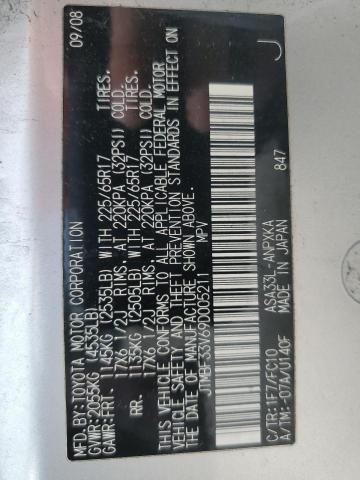 MFD. BY: TOYOTA MOTOR CORPORATION 09/08
GVWR: 2055KG (4535LB)
GAWR: FRT- 1145KG (2535LB) WITH 225/65R17 TIRES.
17X6 1/2J RIMS. AT 220KPA (32PSI) COLD.
RR. 1135KG (2505LB) WITH 225/65R17 TIRES.
17X6 1/2J RIMS. AT 220KPA (32PSI) COLD.
THIS VEHICLE CONFORMS TO ALL APPLICABLE FEDERAL MOTOR
VEHICLE SAFETY AND THEFT PREVENTION STANDARDS IN EFFECT ON
THE DATE OF MANUFACTURE SHOWN ABOVE.
MPV
C/TR:1F7/FC10 ASA33L-ANPXKA
A/TM:-07A/U140F MADE IN JAPAN
847
J